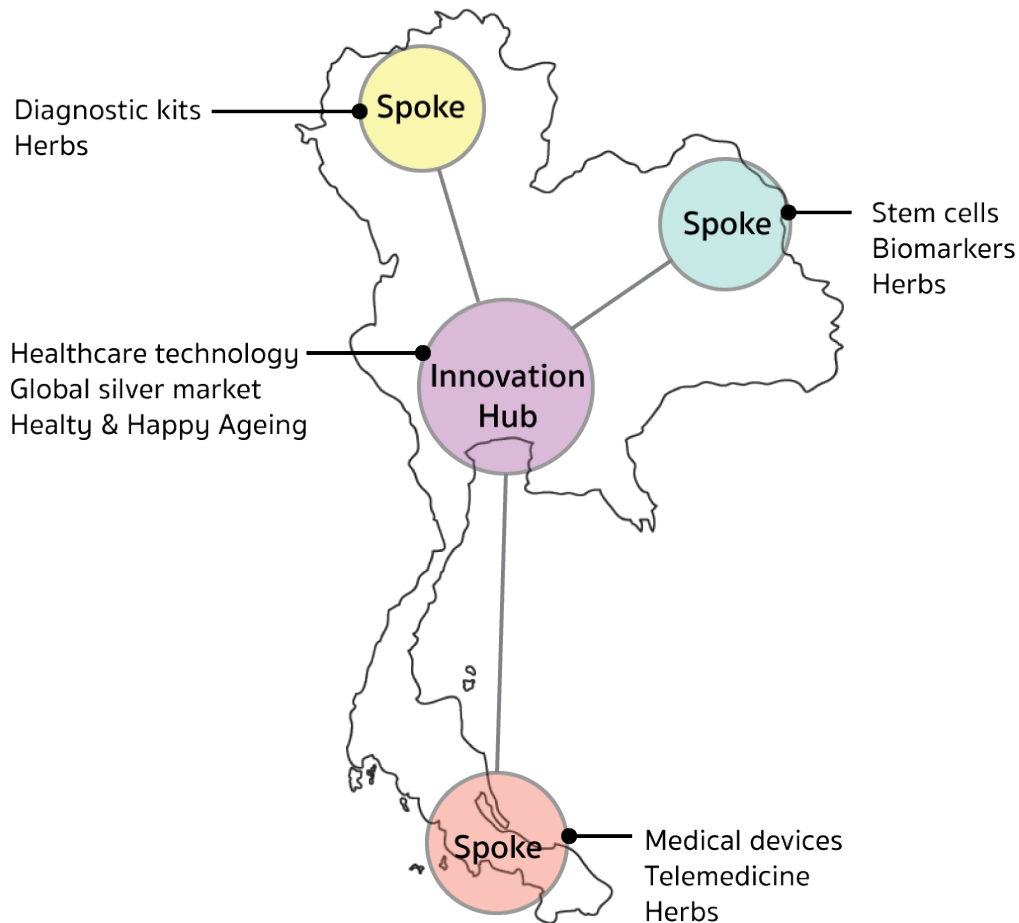 Spoke
Diagnostic kits
Herbs
Spoke
Stem cells
Biomarkers
Herbs
Innovation
Hub
Healthcare technology
Global silver market
Healty & Happy Ageing
Spoke
Medical devices
Telemedicine
Herbs